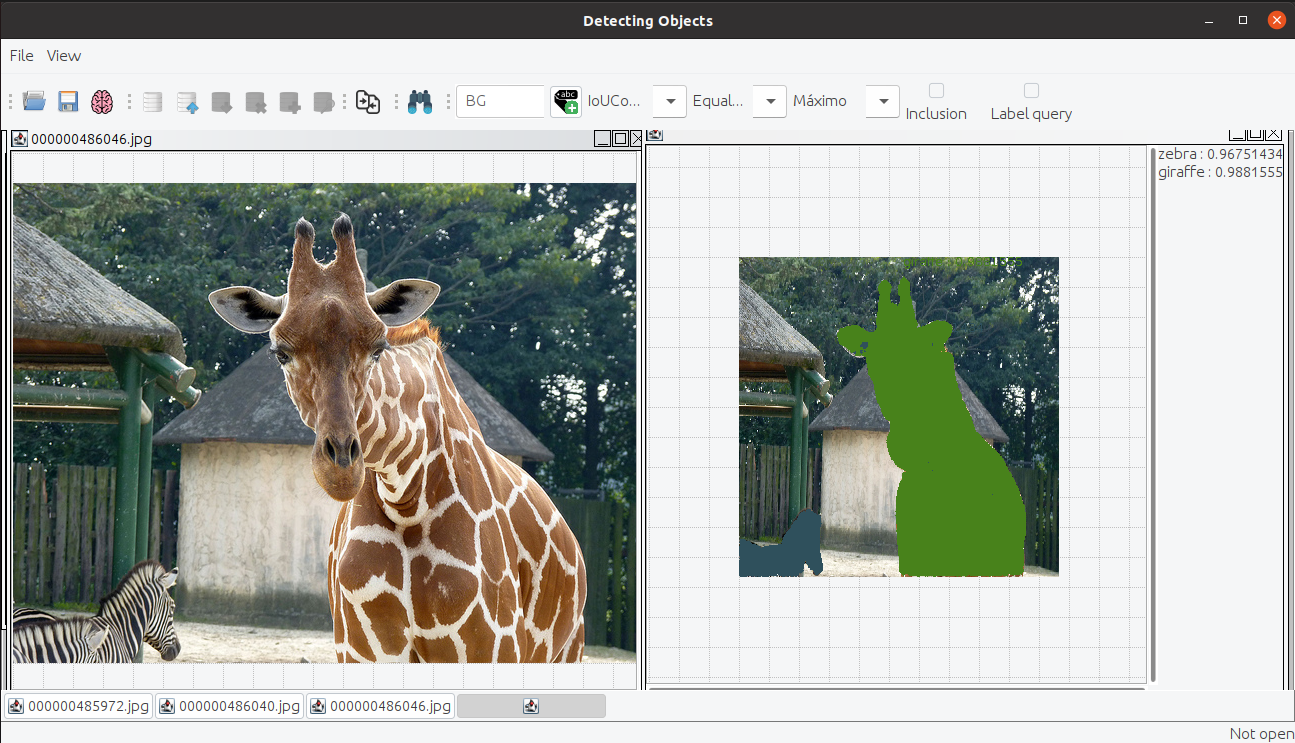 Detecting Objects
File View
BG abc IoUCo... Equal... Máximo Inclusion Label query
000000486046.jpg
zebra : 0.96751434
giraffe : 0.9881555
000000485972.jpg 000000486040.jpg 000000486046.jpg
Not open